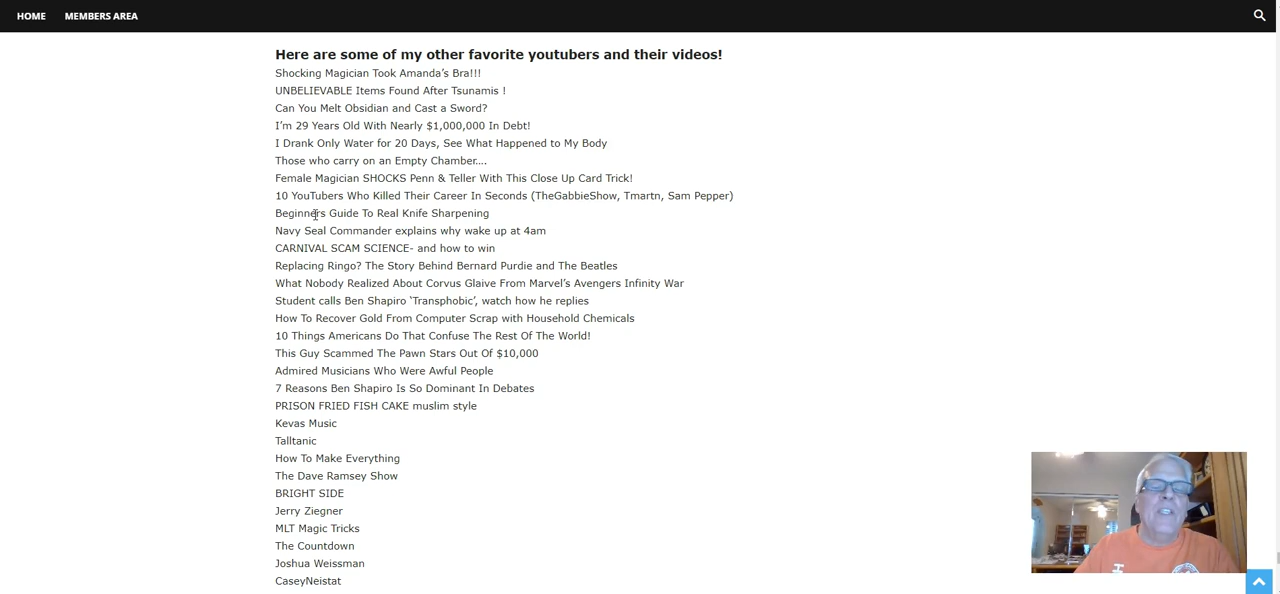 HOME MEMBERS AREA
Here are some of my other favorite youtubers and their videos!
Shocking Magician Took Amanda’s Bra!!!
UNBELIEVABLE Items Found After Tsunamis !
Can You Melt Obsidian and Cast a Sword?
I’m 29 Years Old With Nearly $1,000,000 In Debt!
I Drank Only Water for 20 Days, See What Happened to My Body
Those who carry on an Empty Chamber….
Female Magician SHOCKS Penn & Teller With This Close Up Card Trick!
10 YouTubers Who Killed Their Career In Seconds (TheGabbieShow, Tmartn, Sam Pepper)
Beginners Guide To Real Knife Sharpening
Navy Seal Commander explains why wake up at 4am
CARNIVAL SCAM SCIENCE- and how to win
Replacing Ringo? The Story Behind Bernard Purdie and The Beatles
What Nobody Realized About Corvus Glaive From Marvel’s Avengers Infinity War
Student calls Ben Shapiro ‘Transphobic’, watch how he replies
How To Recover Gold From Computer Scrap with Household Chemicals
10 Things Americans Do That Confuse The Rest Of The World!
This Guy Scammed The Pawn Stars Out Of $10,000
Admired Musicians Who Were Awful People
7 Reasons Ben Shapiro Is So Dominant In Debates
PRISON FRIED FISH CAKE muslim style
Kevas Music
Talltanic
How To Make Everything
The Dave Ramsey Show
BRIGHT SIDE
Jerry Ziegner
MLT Magic Tricks
The Countdown
Joshua Weissman
CaseyNeistat